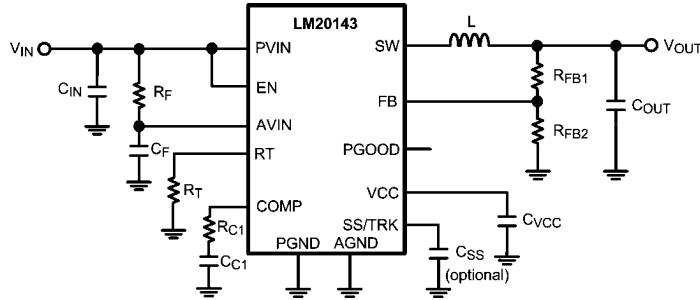 LM20143
VIN
PVIN
SW
L
VOUT
CIN
RF
EN
RFB1
AVIN
FB
COUT
CF
RFB2
RT
PGOOD
RT
VCC
COMP
RC1
SS/TRK
CVCC
CC1
PGND
AGND
CSS
(optional)